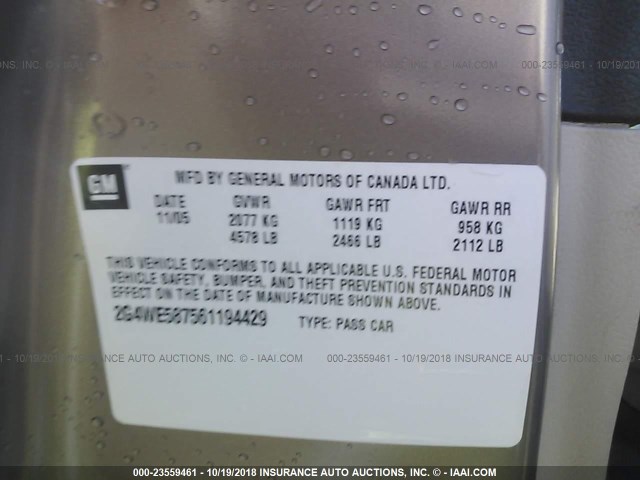 GM
MFD BY GENERAL MOTORS OF CANADA LTD.
DATE GVWR GAWR FRT GAWR RR
11/05 2077 KG 1119 KG 958 KG
4578 LB 2466 LB 2112 LB
THIS VEHICLE CONFORMS TO ALL APPLICABLE U.S. FEDERAL MOTOR
VEHICLE SAFETY, BUMPER, AND THEFT PREVENTION STANDARDS IN
EFFECT ON THE DATE OF MANUFACTURE SHOWN ABOVE.
2G4WE587561194429 TYPE: PASS CAR
000-23559461 - 10/19/2018 INSURANCE AUTO AUCTIONS, INC. - ©IAAI.COM